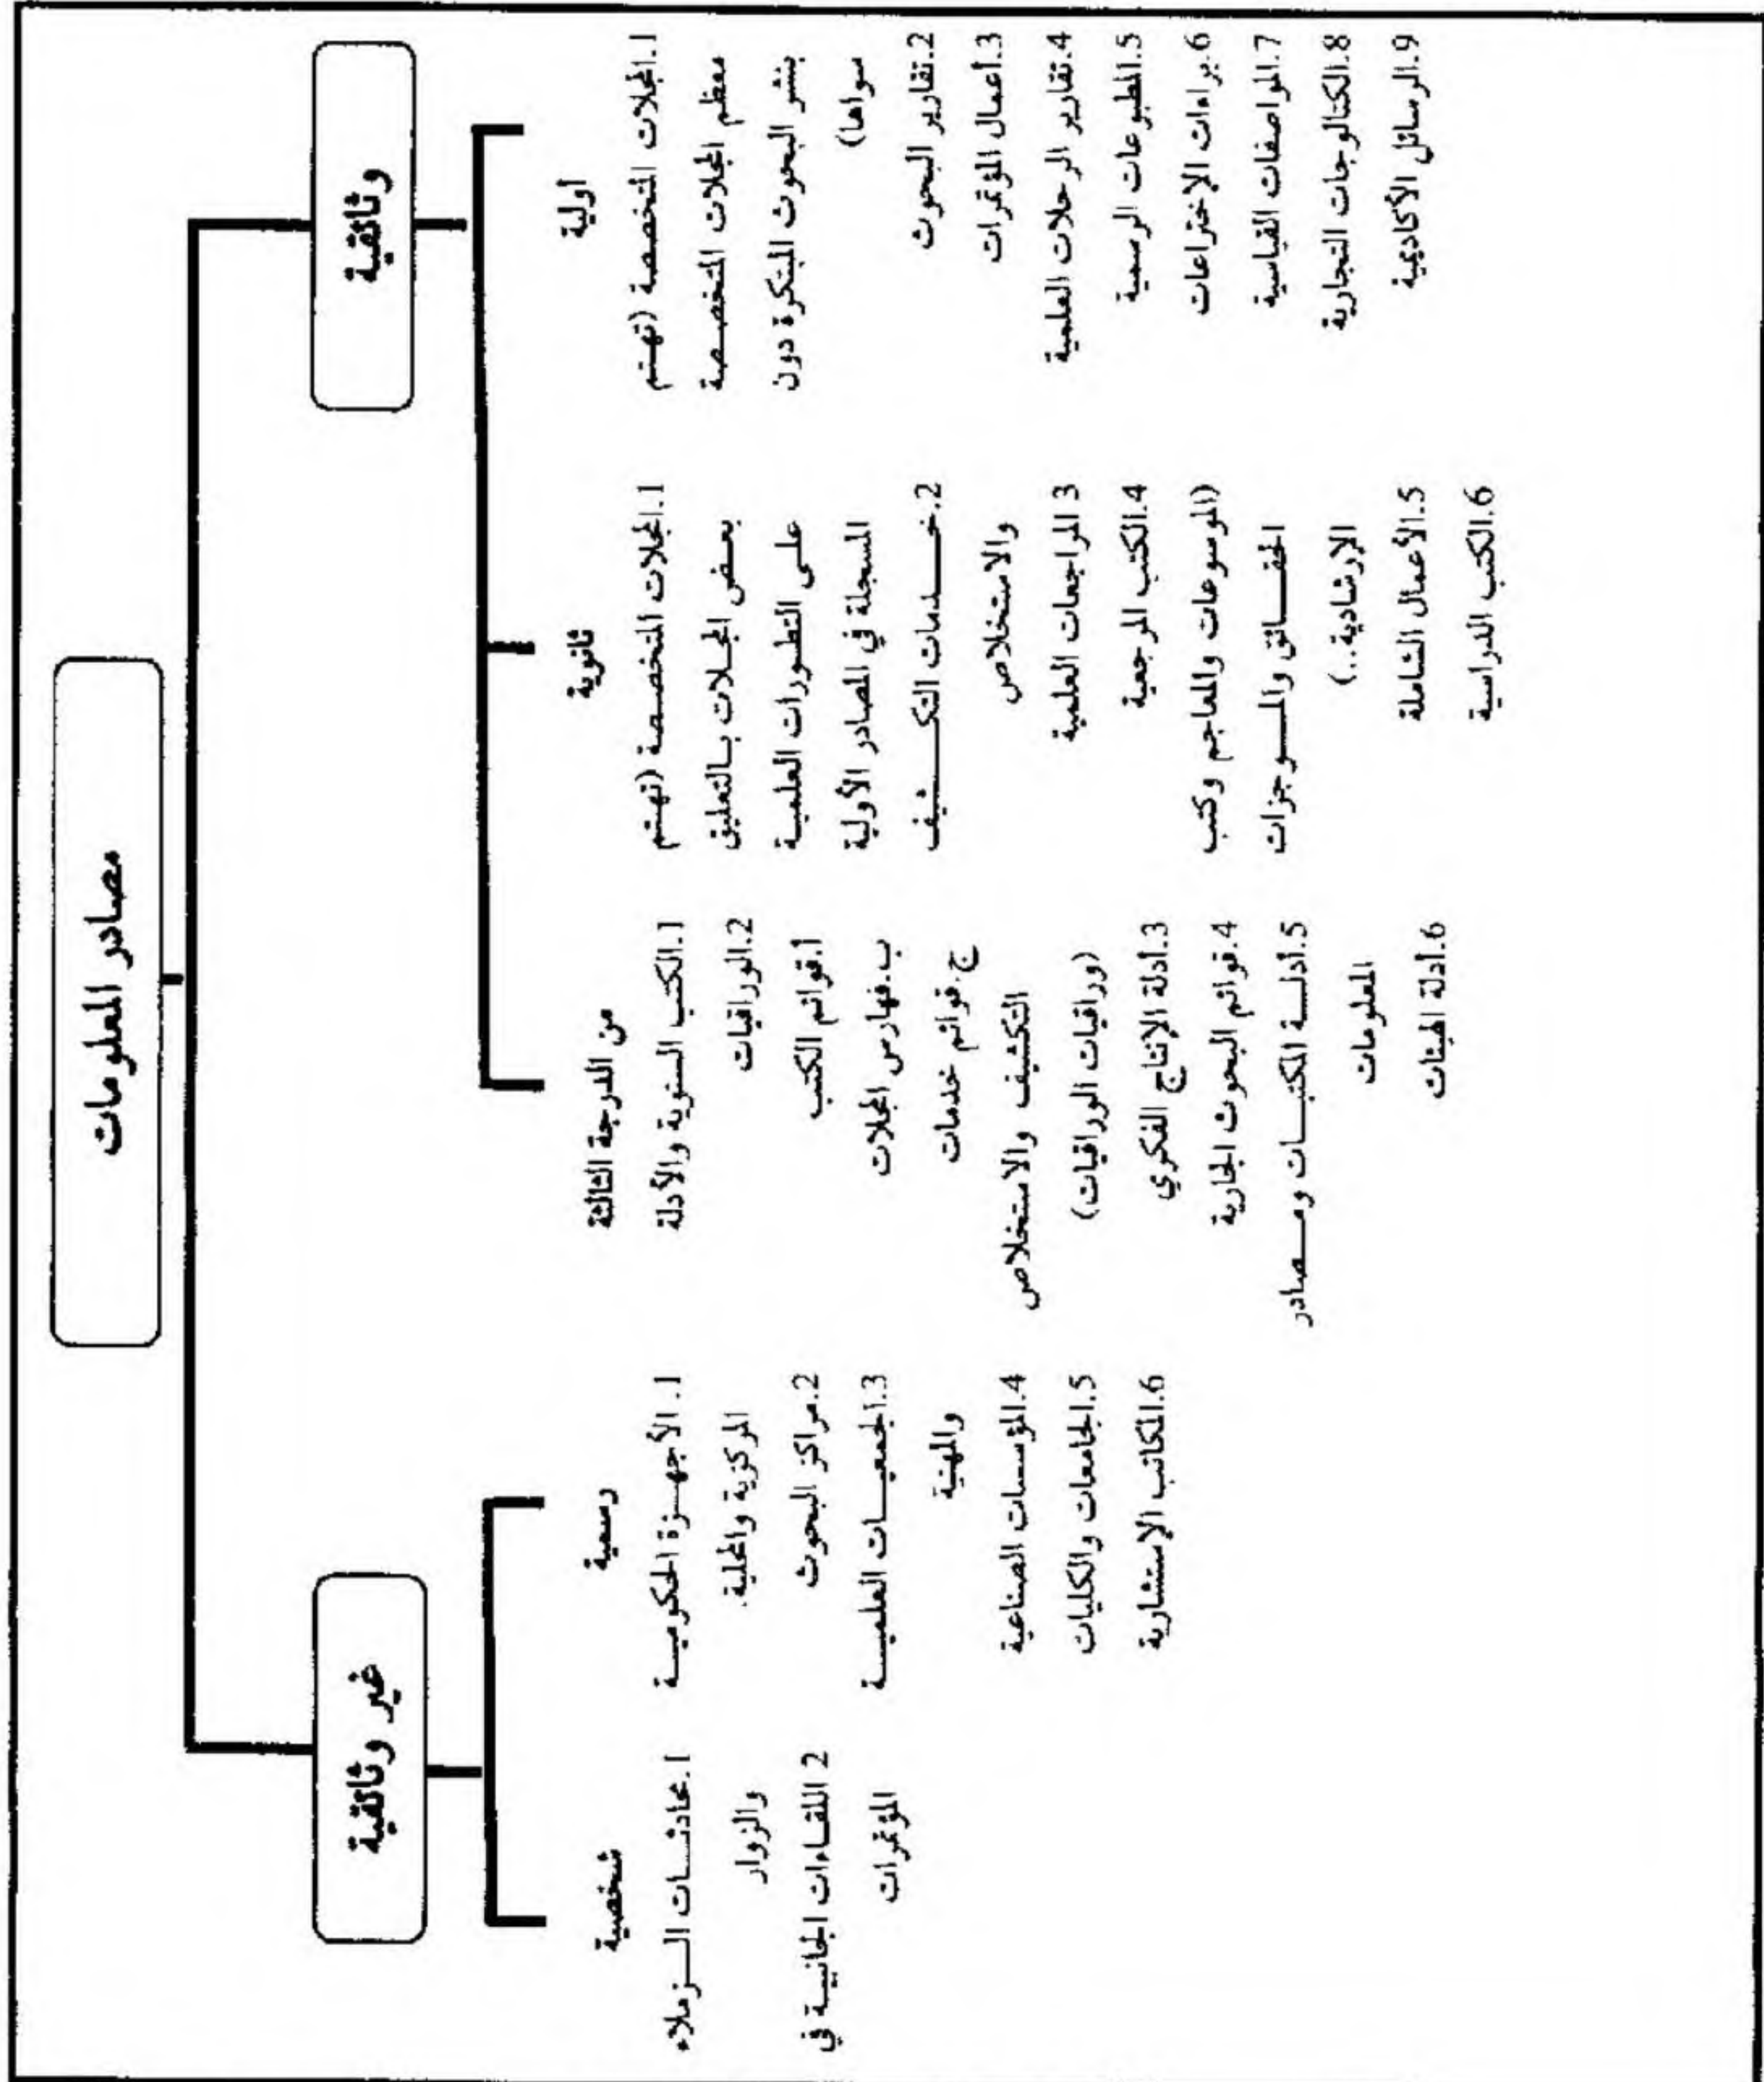 مصادر المعلومات
وثائقية
غير وثائقية
أولية
1.المجلات المتخصصة (تهتم
معظم المجلات المتخصصة
بنشر البحوث المبتكرة دون
سواها)
2.تقارير البحوث
3.أعمال المؤتمرات
4.تقارير الرحلات العلمية
5.المطبوعات الرسمية
6.براءات الإختراعات
7.المواصفات القياسية
8.الكتالوجات التجارية
9.الرسائل الأكاديمية
ثانوية
1.المجلات المتخصصة (تهتم
بعض المجلات بالتعليق
على التطورات العلمية
المسجلة في المصادر الأولية
2.خدمات التكشيف
والاستخلاص
3 المراجعات العلمية
4.الكتب المرجعية
(الموسوعات والمعاجم وكتب
الحقائق والموجزات
الإرشادية..)
5.الأعمال الشاملة
6.الكتب الدراسية
من الدرجة الثالثة
1.الكتب السنوية والأدلة
2.الوراقيات
أ.قوائم الكتب
ب.فهارس المجلات
ج.قوائم خدمات
التكشيف والاستخلاص
(وراقيات الوراقيات)
3.أدلة الإنتاج الفكري
4.قوائم البحوث الجارية
5.أدلة المكتبات ومصادر
المعلومات
6.أدلة الهيئات
رسمية
1. الأجهزة الحكومية
المركزية والمحلية.
2.مراكز البحوث
3.الجمعيات العلمية
والمهنية
4.المؤسسات الصناعية
5.الجامعات والكليات
6.المكاتب الإستشارية
شخصية
1.محادثات الزملاء
والزوار
2 اللقاءات الجانبية في
المؤتمرات